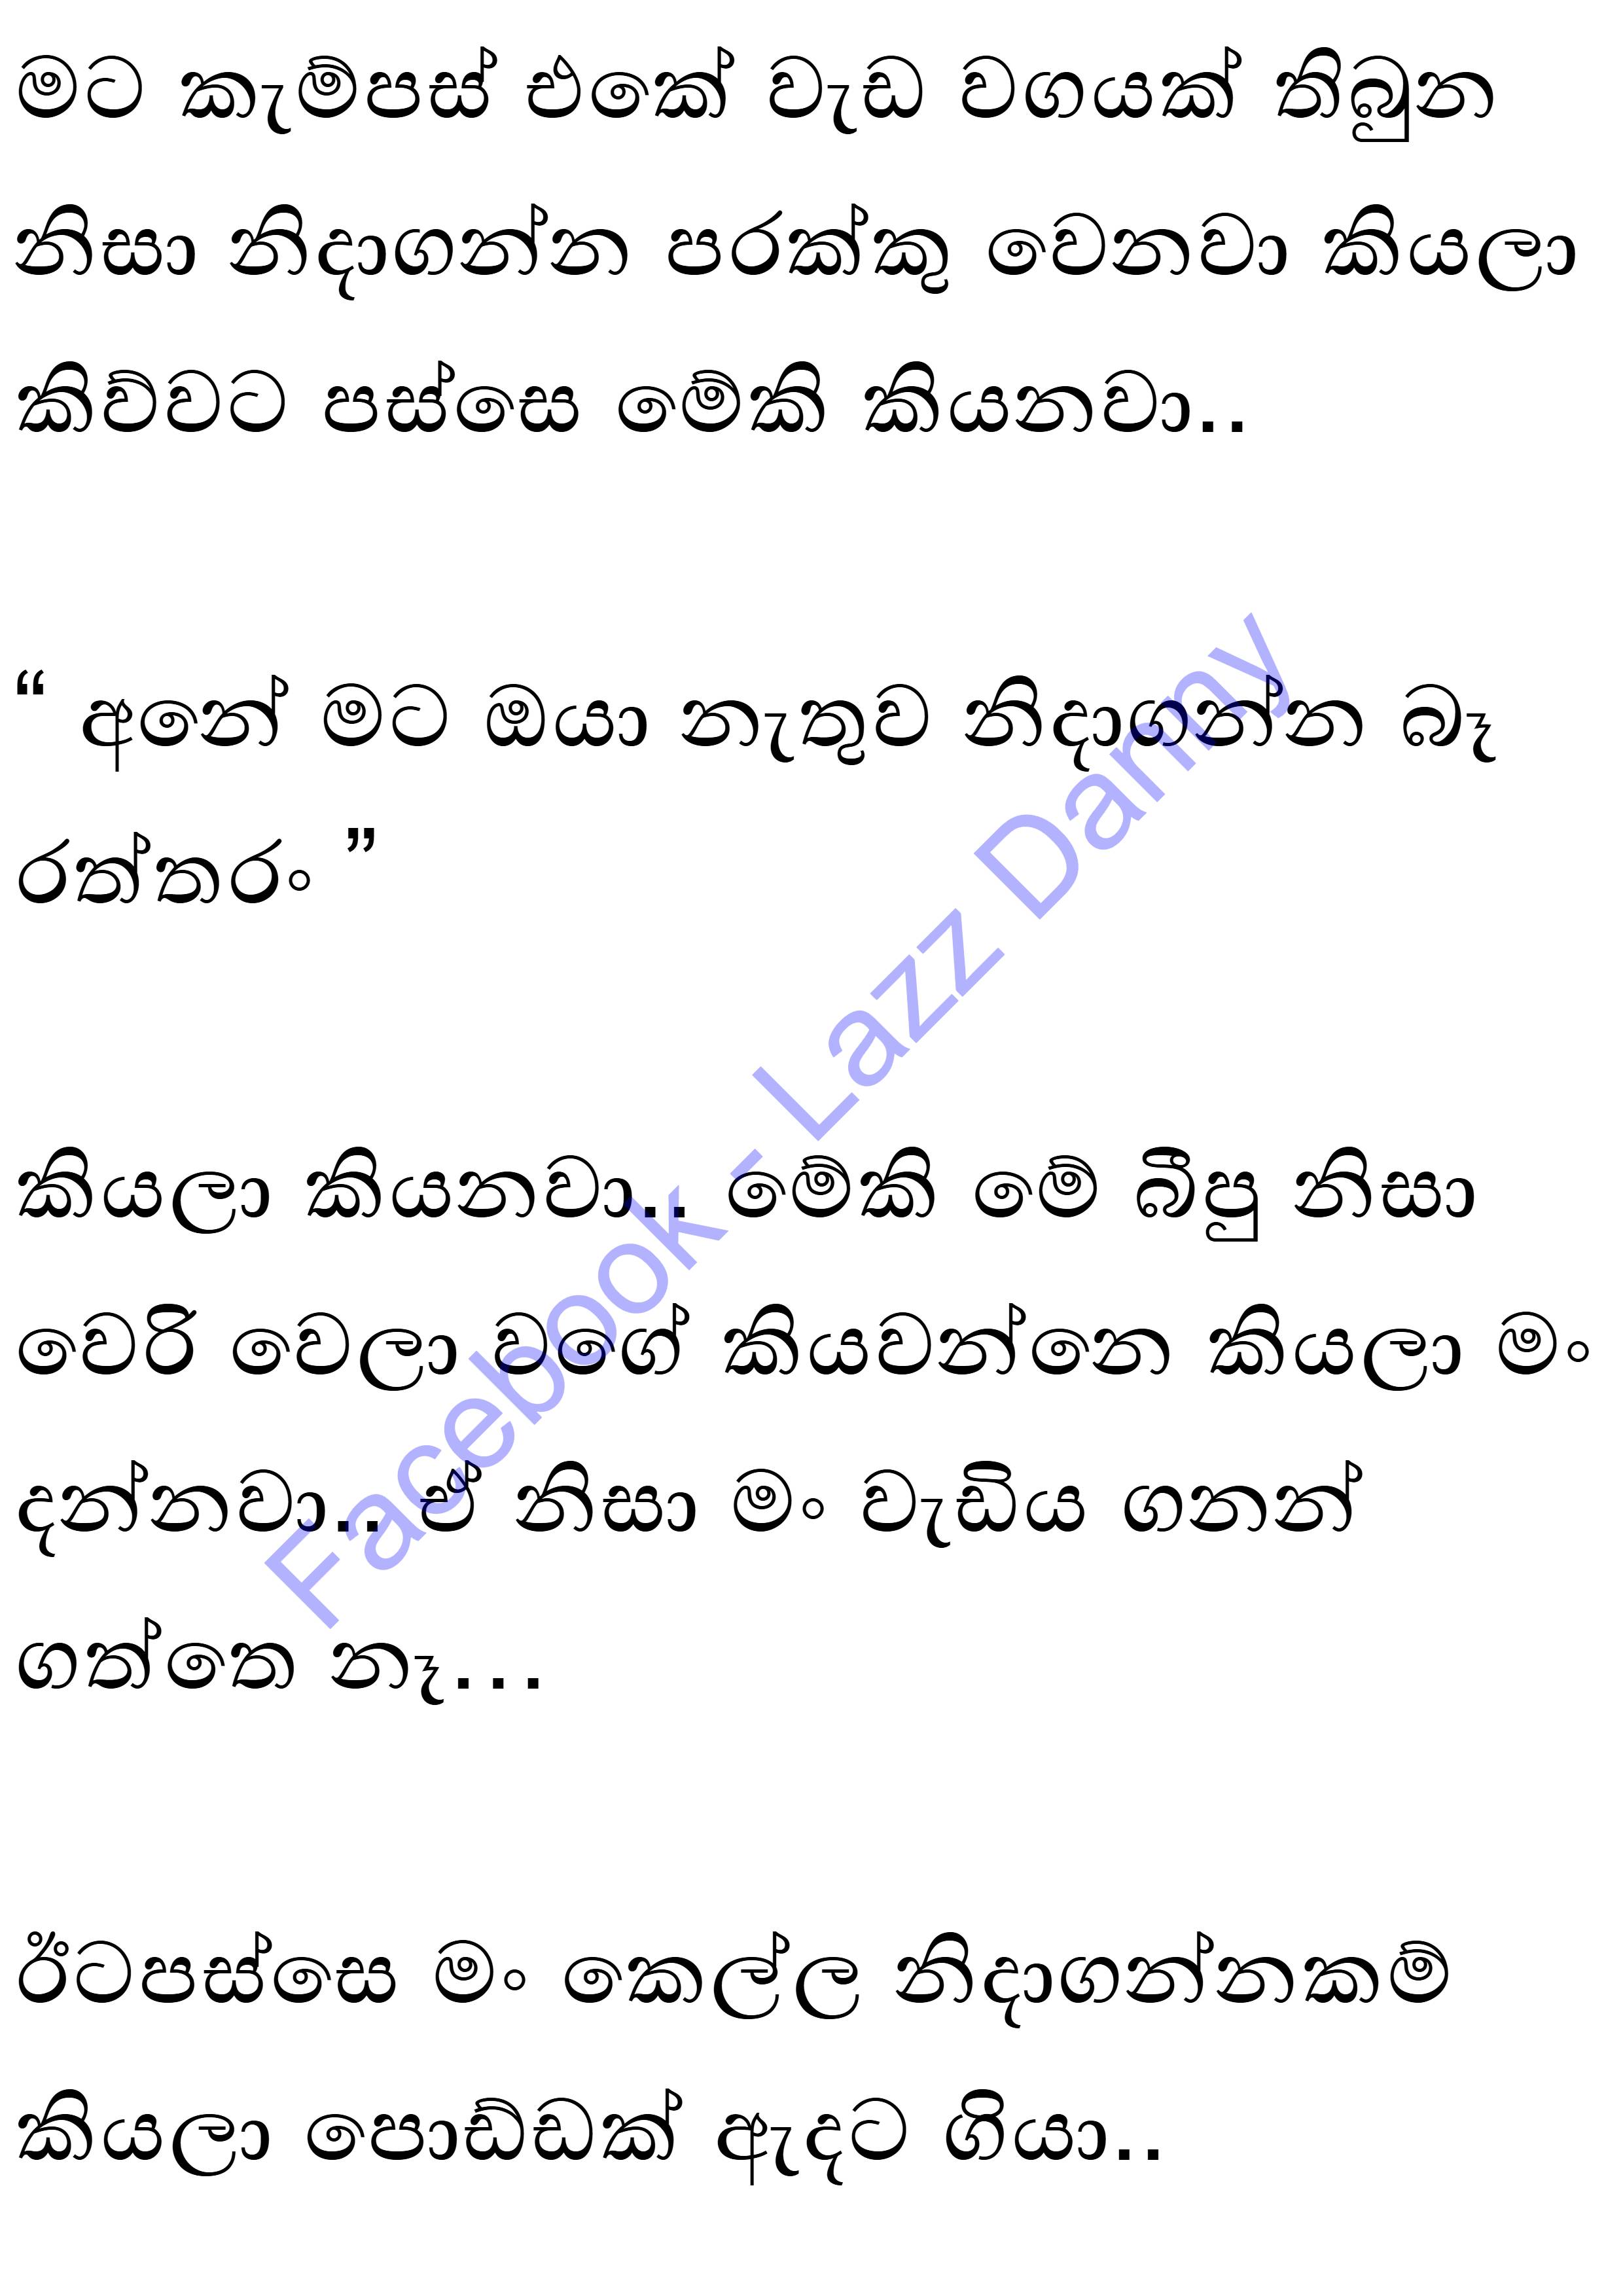 මට කැම්පස් එකේ වැඩ වගයක් තිබුන
නිසා නිදාගන්න පරක්කු වෙනවා කියලා
කිව්වට පස්සෙ මේකි කියනවා..
“ අනේ මට ඔයා නැතුව නිදාගන්න බෑ
රත්තරං ”
කියලා කියනවා.. මේකි මේ බීපු නිසා
වෙරි වෙලා වගේ කියවන්නෙ කියලා මං
දන්නවා.. ඒ නිසා මං වැඩිය ගනන්
ගත්තෙ නෑ...
ඊටපස්සෙ මං කෙල්ල නිදාගන්නකම්
කියලා පොඩ්ඩක් ඇඳට ගියා..
Facebook - Lazz Danny